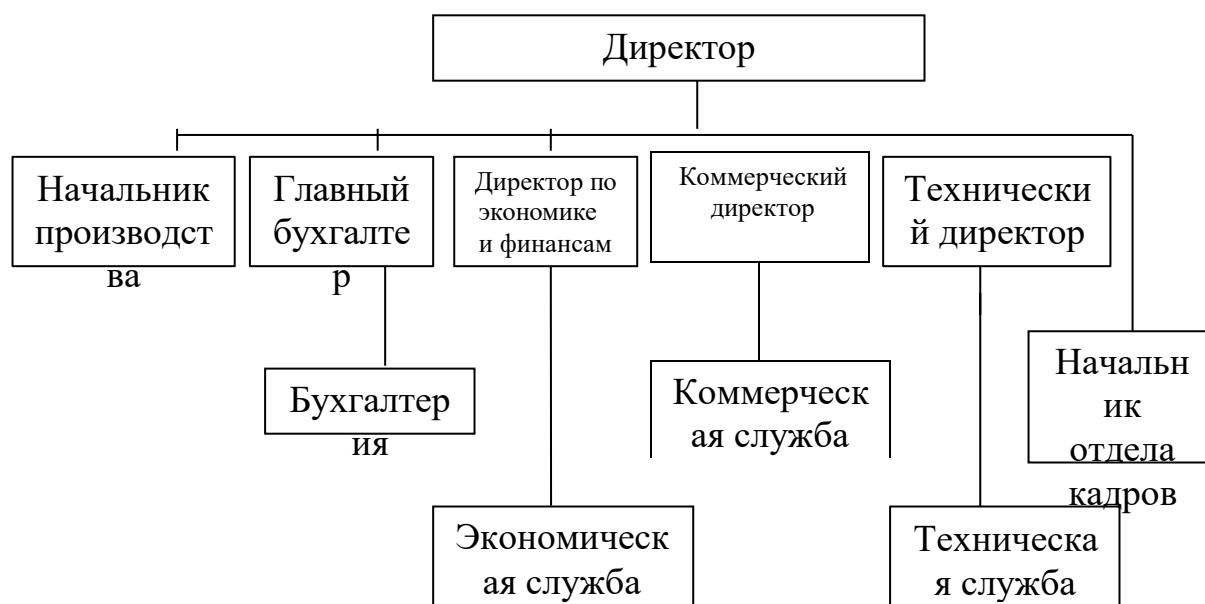 Директор
Начальник
производст
ва
Главный
бухгалте
р
Директор по
экономике
и финансам
Коммерческий
директор
Технически
й директор
Бухгалтер
ия
Коммерческ
ая служба
Начальн
ик
отдела
кадров
Экономическ
ая служба
Техническа
я служба